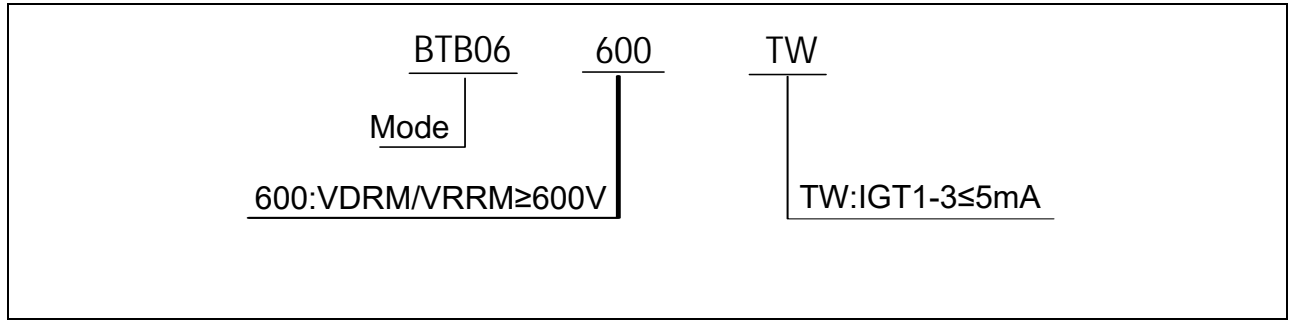 BTB06 600 TW
Mode
600:VDRM/VRRM≥600V TW:IGT1-3≤5mA